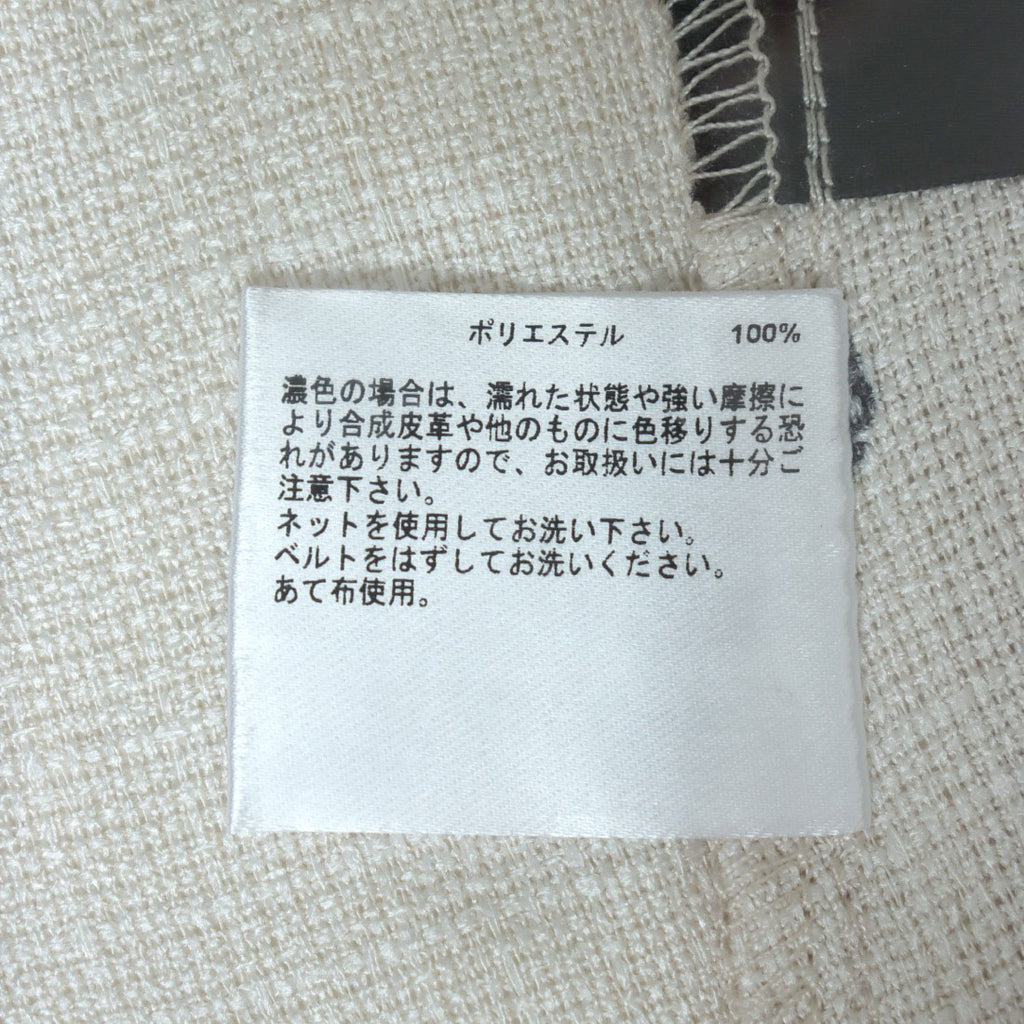 ポリエステル 100%
濃色の場合は、濡れた状態や強い摩擦に
より合成皮革や他のものに色移りする恐
れがありますので、お取扱いには十分ご
注意下さい。
ネットを使用してお洗い下さい。
ベルトをはずしてお洗いください。
あて布使用。